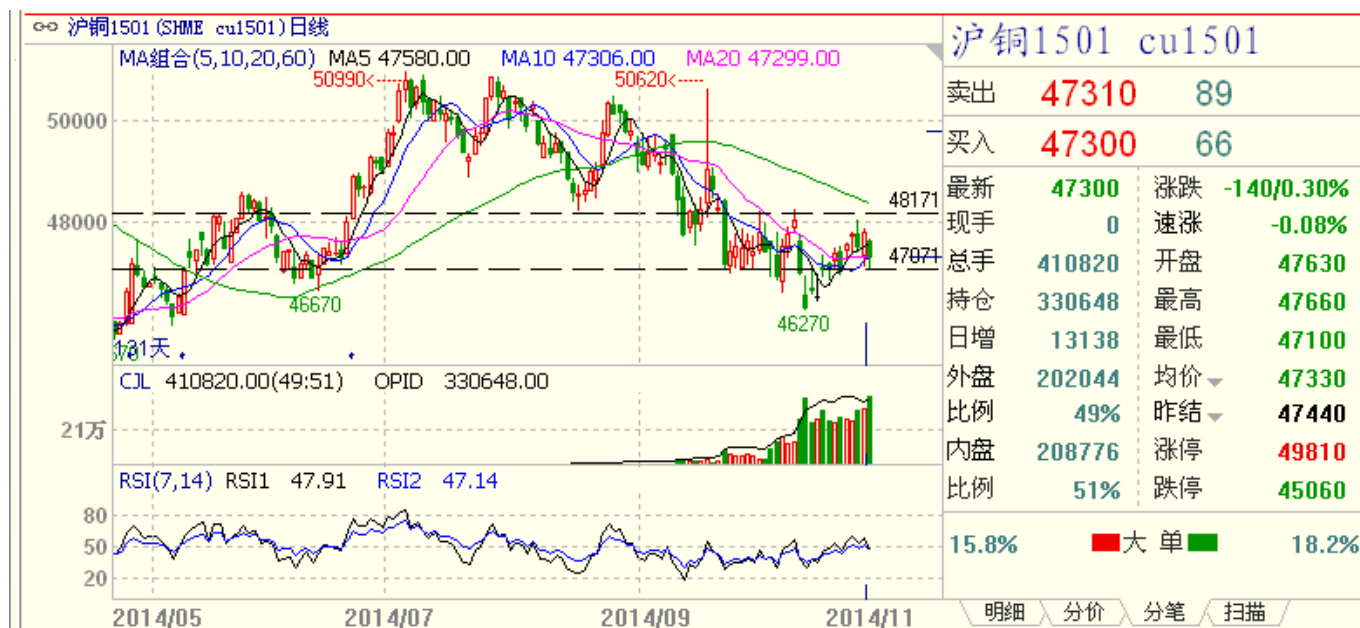 沪铜1501(SHME cu1501)日线
MA组合(5,10,20,60) MA5 47580.00 MA10 47306.00 MA20 47299.00
50990
50620
50000
48171
48000
47071
46670
46270
131天
CJL 410820.00(49:51) OPID 330648.00
21万
RSI(7,14) RSI1 47.91 RSI2 47.14
80
50
20
2014/05 2014/07 2014/09 2014/11
沪铜1501 cu1501
卖出 47310 89
买入 47300 66
最新 47300 涨跌 -140/0.30%
现手 0 速涨 -0.08%
总手 410820 开盘 47630
持仓 330648 最高 47660
日增 13138 最低 47100
外盘 202044 均价 47330
比例 49% 昨结 47440
内盘 208776 涨停 49810
比例 51% 跌停 45060
15.8% 大 单 18.2%
明细 分价 分笔 扫描